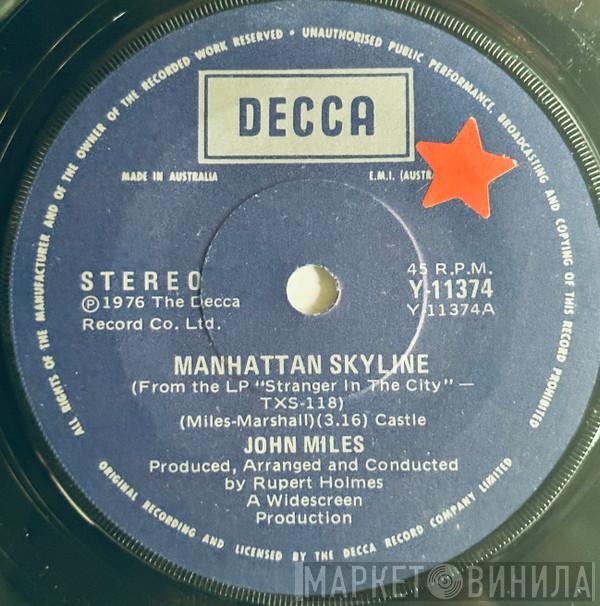 ALL RIGHTS OF THE MANUFACTURER AND OF THE OWNER OF THE RECORDED WORK RESERVED • UNAUTHORISED PUBLIC PERFORMANCE, BROADCASTING AND COPYING OF THIS RECORD PROHIBITED
DECCA
MADE IN AUSTRALIA
E.M.I. (AUSTR
STEREO
Ⓟ1976 The Decca
Record Co. Ltd.
45 R.P.M.
Y-11374
Y-11374A
MANHATTAN SKYLINE
(From the LP "Stranger In The City" —
TXS-118)
(Miles-Marshall)(3.16) Castle
JOHN MILES
Produced, Arranged and Conducted
by Rupert Holmes
A Widescreen
Production
ORIGINAL RECORDING AND LICENSED BY THE DECCA RECORD COMPANY LIMITED
МАРКЕТ ВИНИЛА